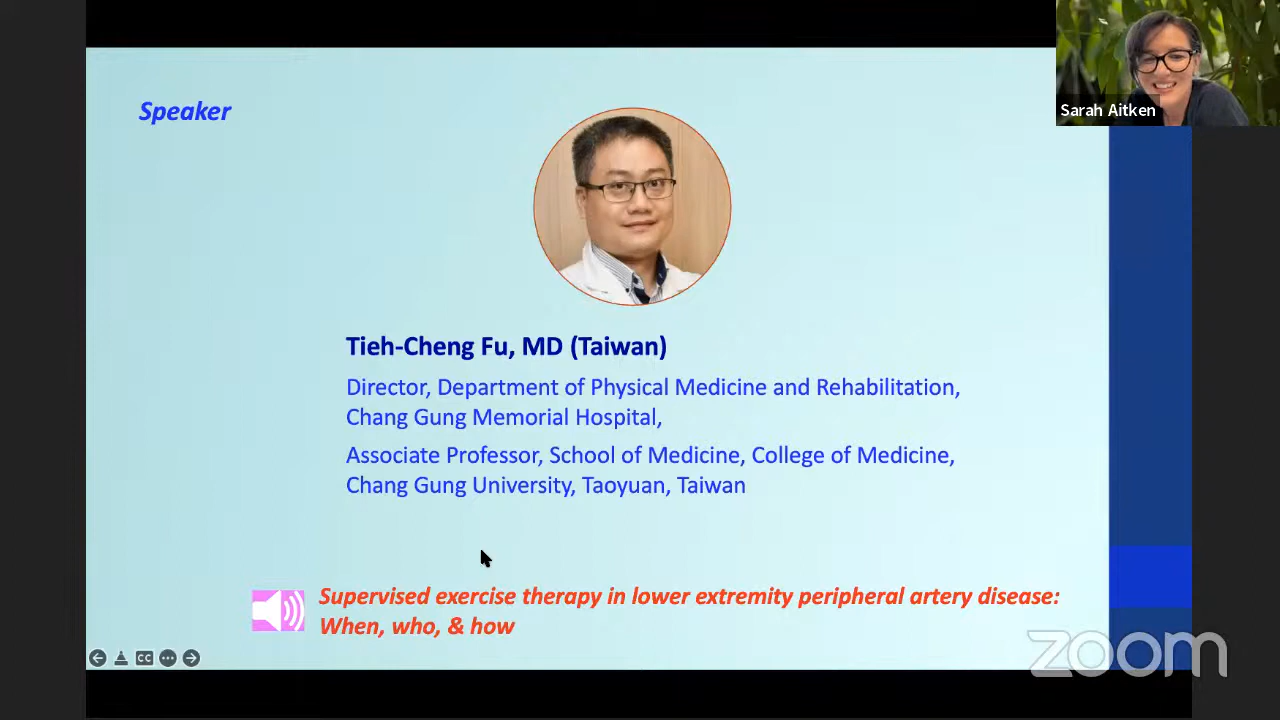 Speaker
Sarah Aitken
Tieh-Cheng Fu, MD (Taiwan)
Director, Department of Physical Medicine and Rehabilitation,
Chang Gung Memorial Hospital,
Associate Professor, School of Medicine, College of Medicine,
Chang Gung University, Taoyuan, Taiwan
Supervised exercise therapy in lower extremity peripheral artery disease:
When, who, & how
CC
zoom